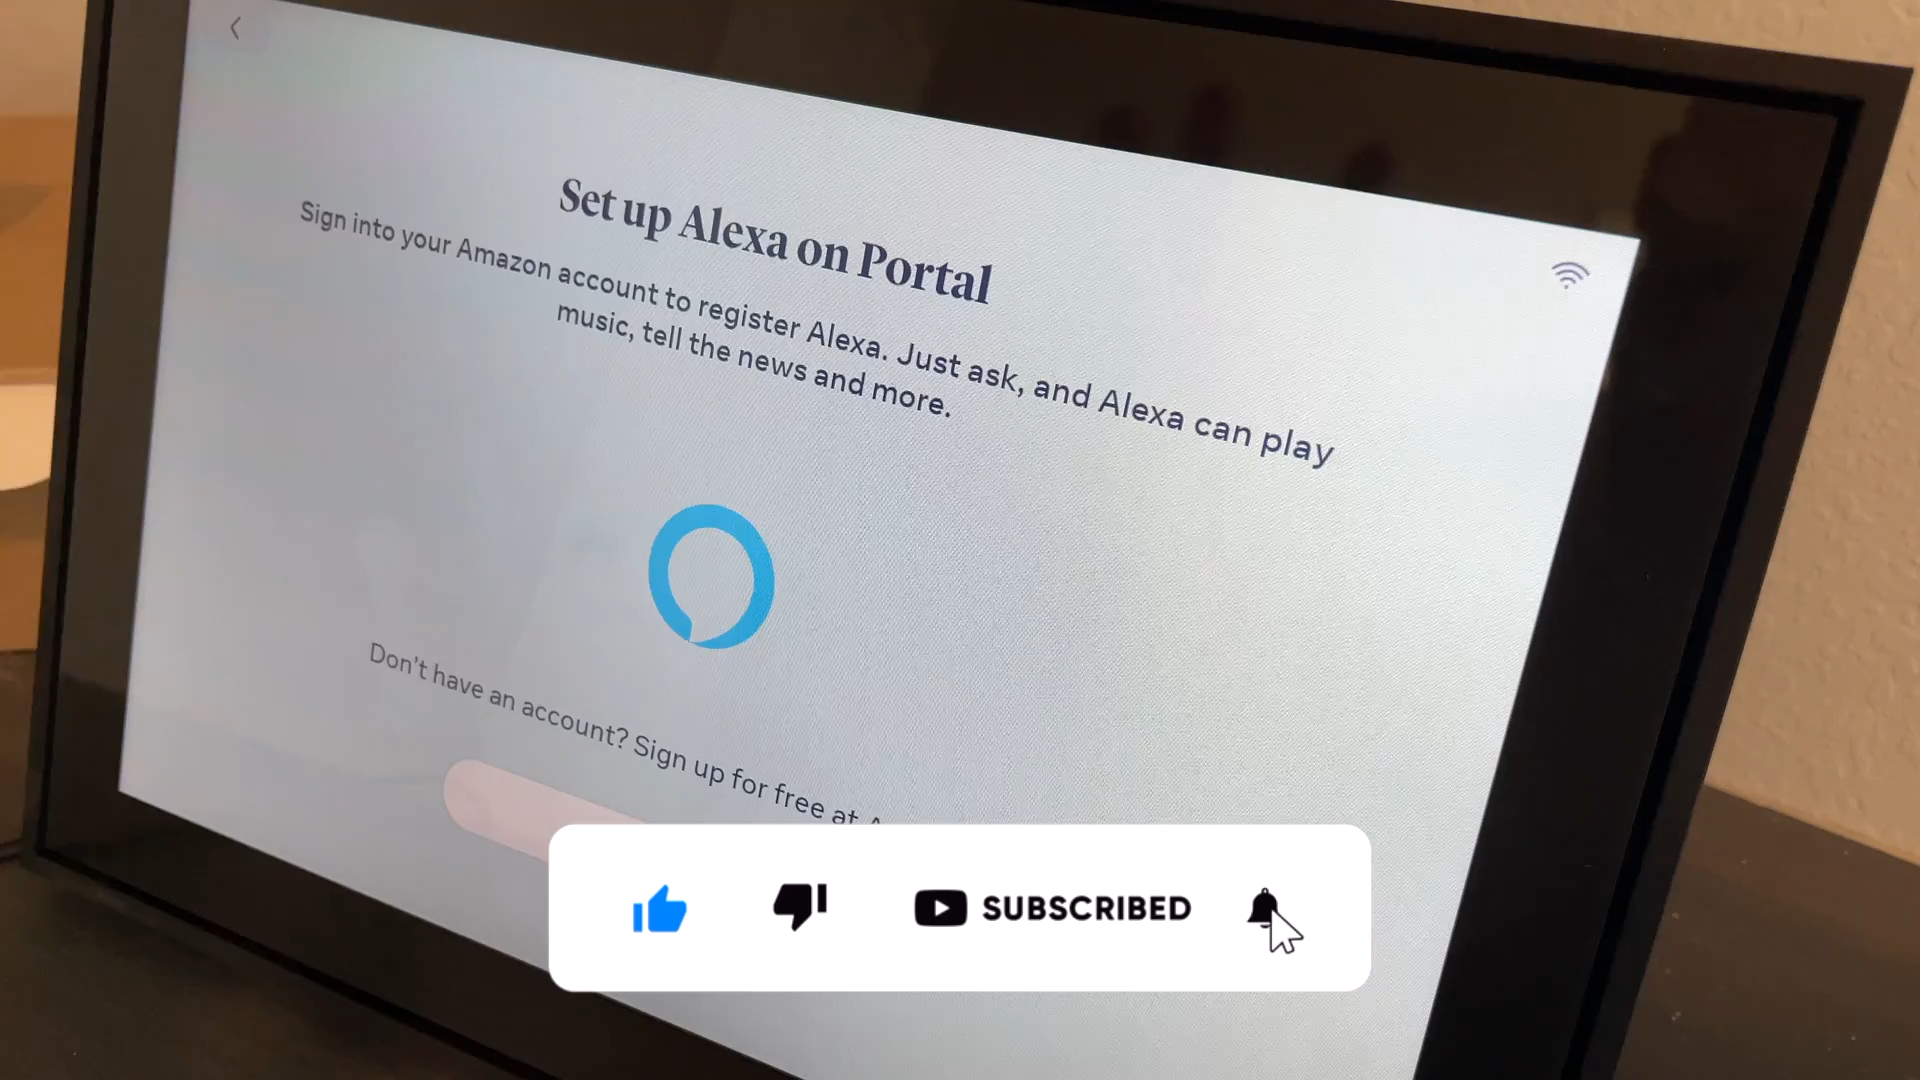 Set up Alexa on Portal
Sign into your Amazon account to register Alexa. Just ask, and Alexa can play
music, tell the news and more.
Don't have an account? Sign up for free at
SUBSCRIBED